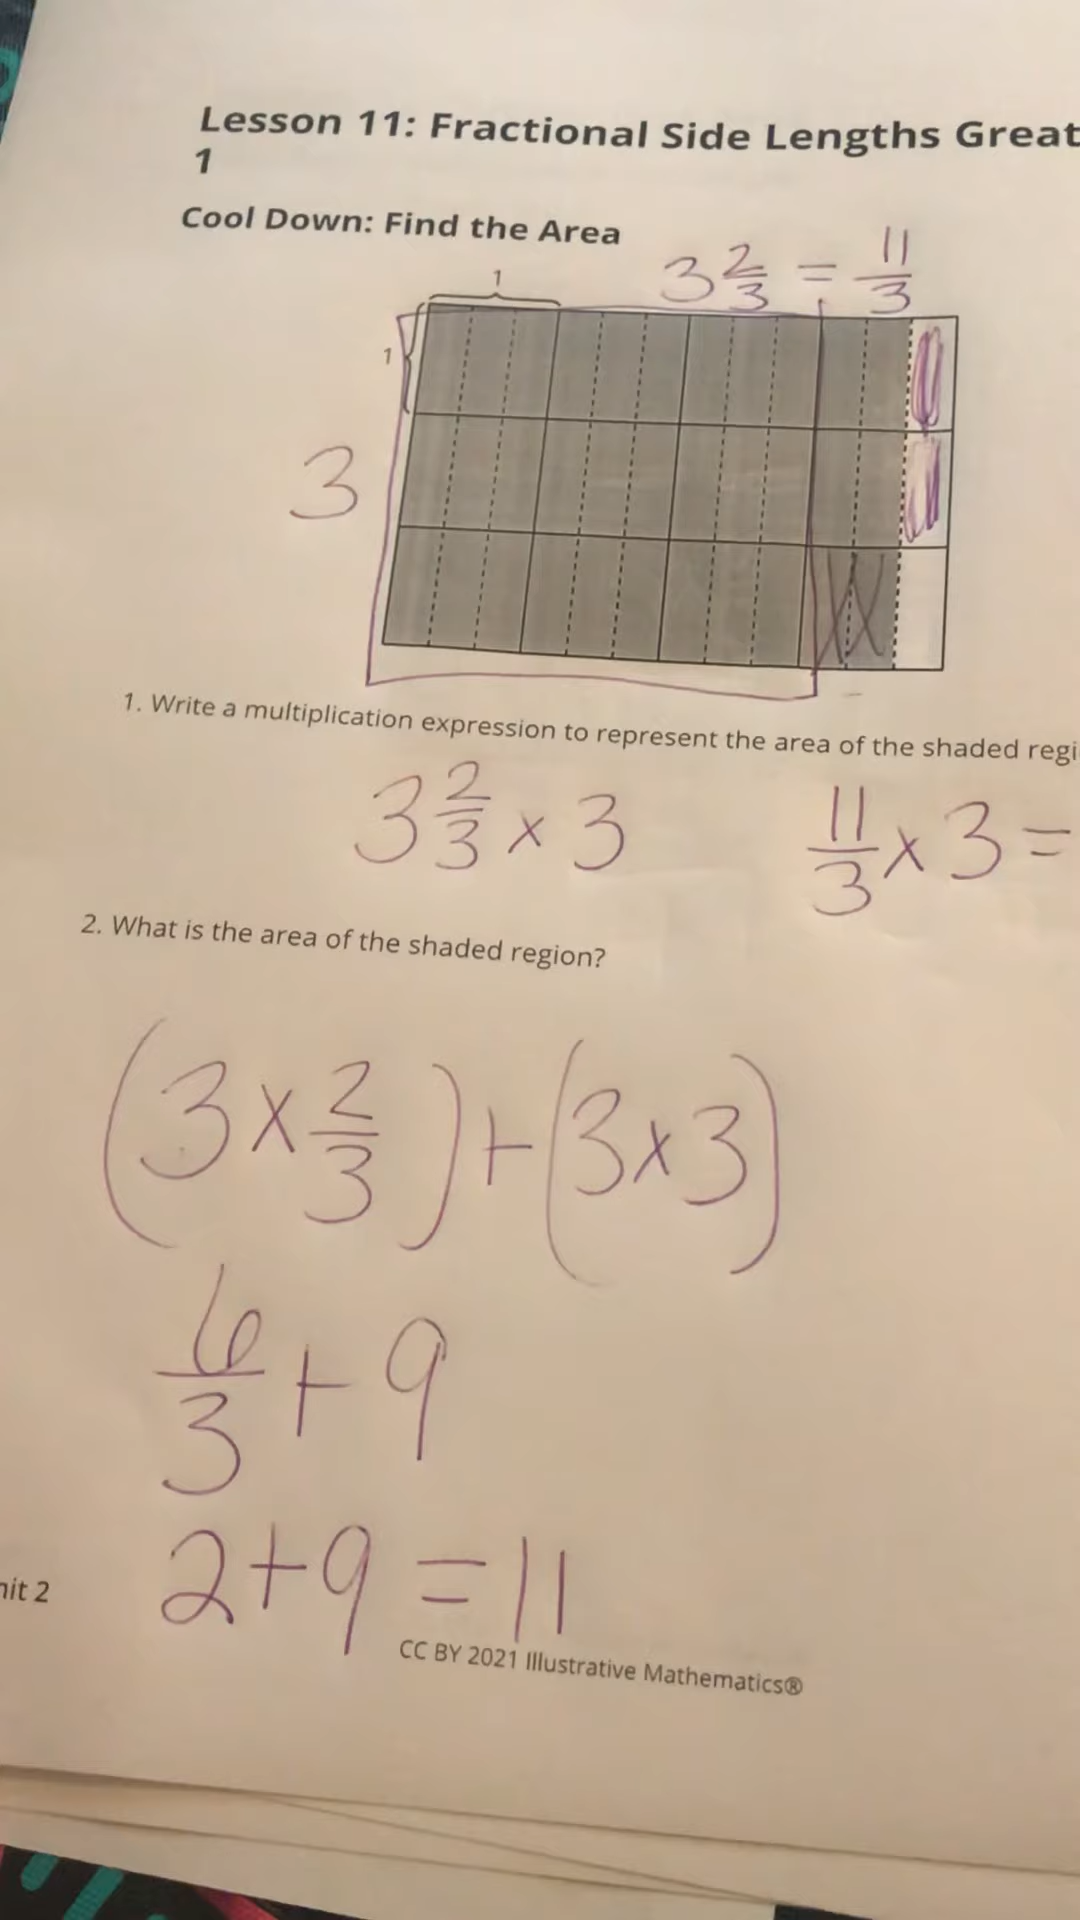 Lesson 11: Fractional Side Lengths Great
1
Cool Down: Find the Area
3 2/3 = 11/3
1
1
3
1. Write a multiplication expression to represent the area of the shaded regi
3 2/3 x 3 11/3 x 3 =
2. What is the area of the shaded region?
(3 x 2/3) + (3 x 3)
6/3 + 9
2 + 9 = 11
nit 2
CC BY 2021 Illustrative Mathematics®